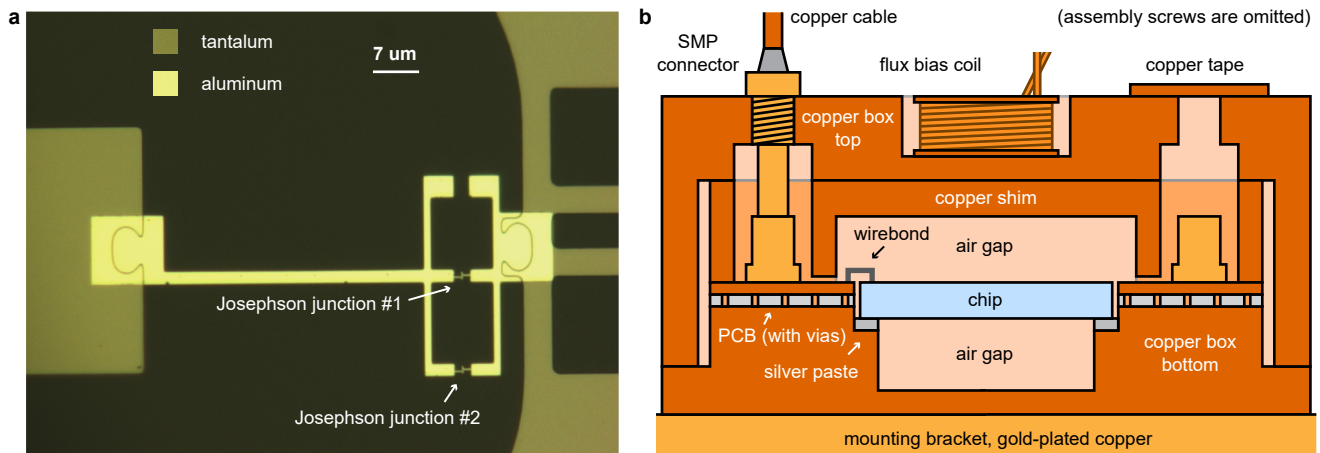 a
tantalum
aluminum
7 um
Josephson junction #1
Josephson junction #2
b
copper cable
(assembly screws are omitted)
SMP
connector
flux bias coil
copper tape
copper box
top
copper shim
wirebond
air gap
chip
PCB (with vias)
silver paste
air gap
copper box
bottom
mounting bracket, gold-plated copper